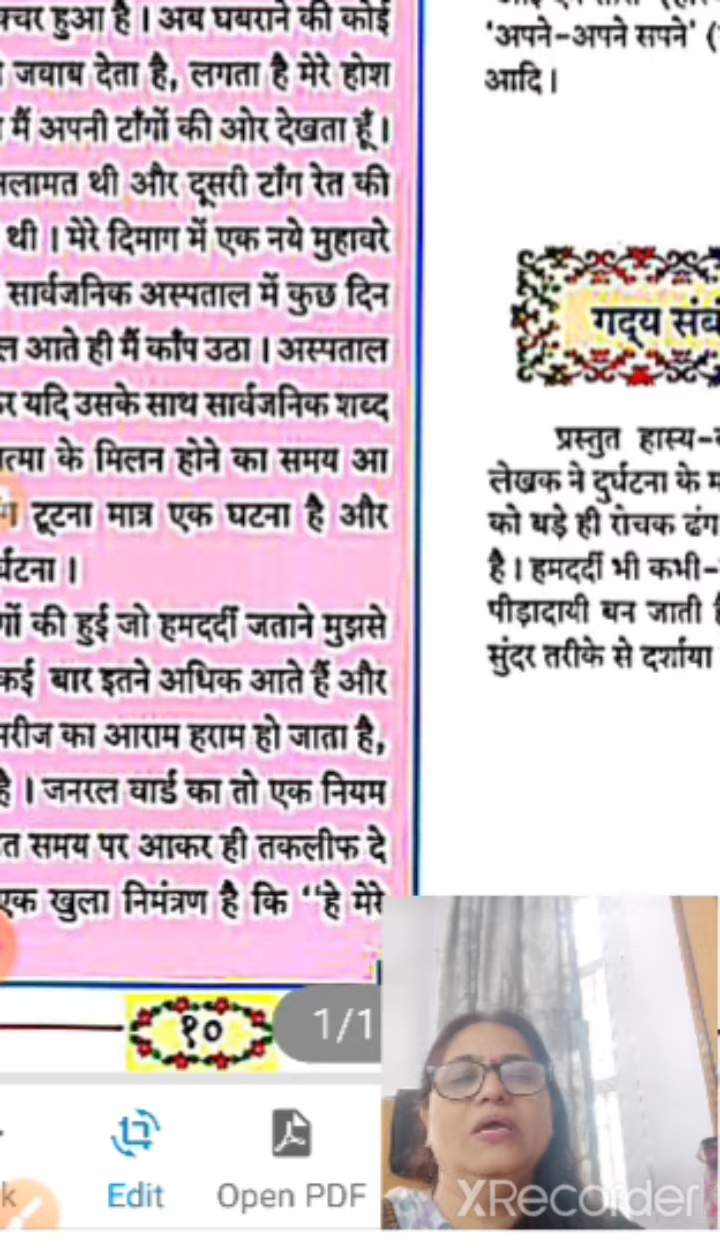 क्चर हुआ है । अब घबराने की कोई
जवाब देता है, लगता है मेरे होश
मैं अपनी टाँगों की ओर देखता हूँ ।
लामत थी और दूसरी टाँग रेत की
थी । मेरे दिमाग में एक नये मुहावरे
सार्वजनिक अस्पताल में कुछ दिन
ल आते ही मैं काँप उठा । अस्पताल
र यदि उसके साथ सार्वजनिक शब्द
त्मा के मिलन होने का समय आ
टूटना मात्र एक घटना है और
र्घटना ।
गों की हुई जो हमदर्दी जताने मुझसे
कई बार इतने अधिक आते हैं और
मरीज का आराम हराम हो जाता है,
है । जनरल वार्ड का तो एक नियम
त समय पर आकर ही तकलीफ दे
एक खुला निमंत्रण है कि ‘‘हे मेरे
१०
'अपने-अपने सपने' (
आदि ।
गद्य संब
प्रस्तुत हास्य-
लेखक ने दुर्घटना के म
को बड़े ही रोचक ढंग
है । हमदर्दी भी कभी-
पीड़ादायी बन जाती है
सुंदर तरीके से दर्शाया
1/1
k
Edit
Open PDF
XRecorder